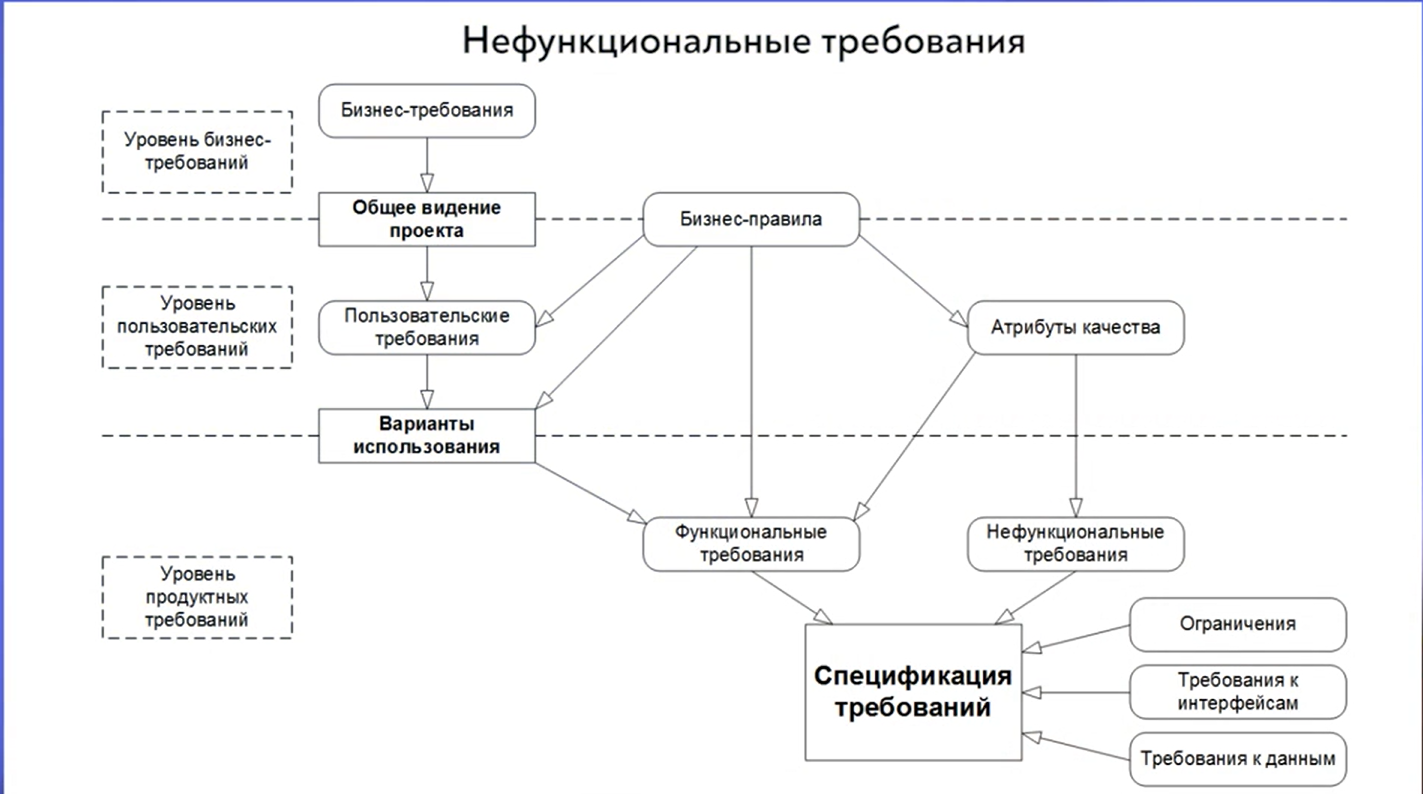 Нефункциональные требования
Бизнес-требования
Уровень бизнес-
требований
Общее видение
проекта
Бизнес-правила
Уровень
пользовательских
требований
Пользовательские
требования
Атрибуты качества
Варианты
использования
Функциональные
требования
Нефункциональные
требования
Уровень
продуктных
требований
Спецификация
требований
Ограничения
Требования к
интерфейсам
Требования к данным